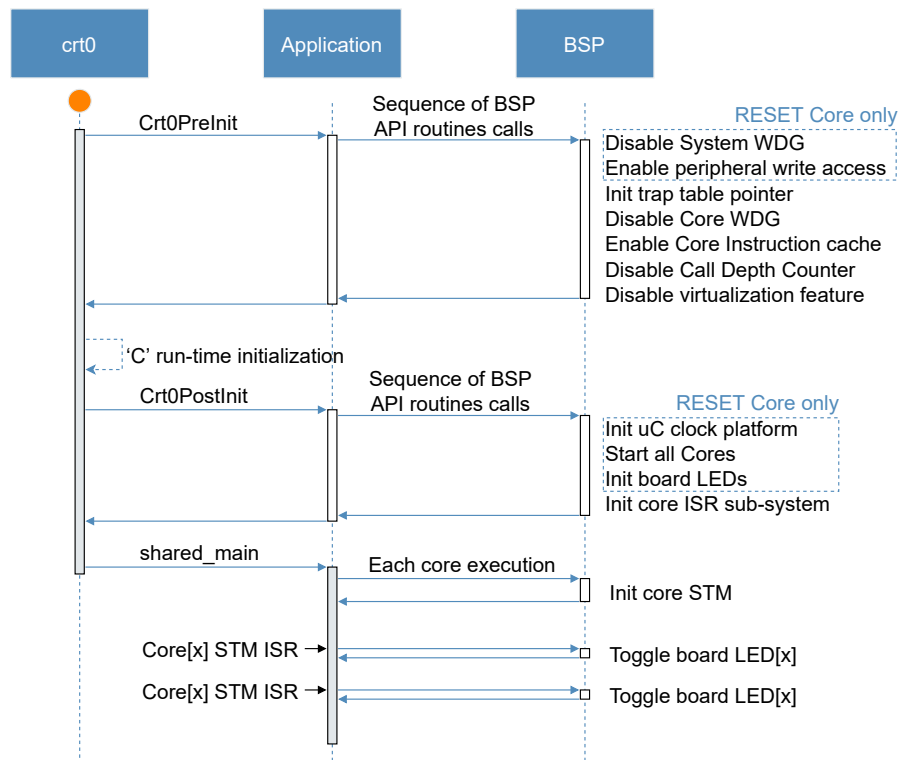 crt0
Application
BSP
Crt0PreInit
Sequence of BSP
API routines calls
RESET Core only
Disable System WDG
Enable peripheral write access
Init trap table pointer
Disable Core WDG
Enable Core Instruction cache
Disable Call Depth Counter
Disable virtualization feature
‘C’ run-time initialization
Crt0PostInit
Sequence of BSP
API routines calls
RESET Core only
Init uC clock platform
Start all Cores
Init board LEDs
Init core ISR sub-system
shared_main
Each core execution
Init core STM
Core[x] STM ISR
Toggle board LED[x]
Core[x] STM ISR
Toggle board LED[x]